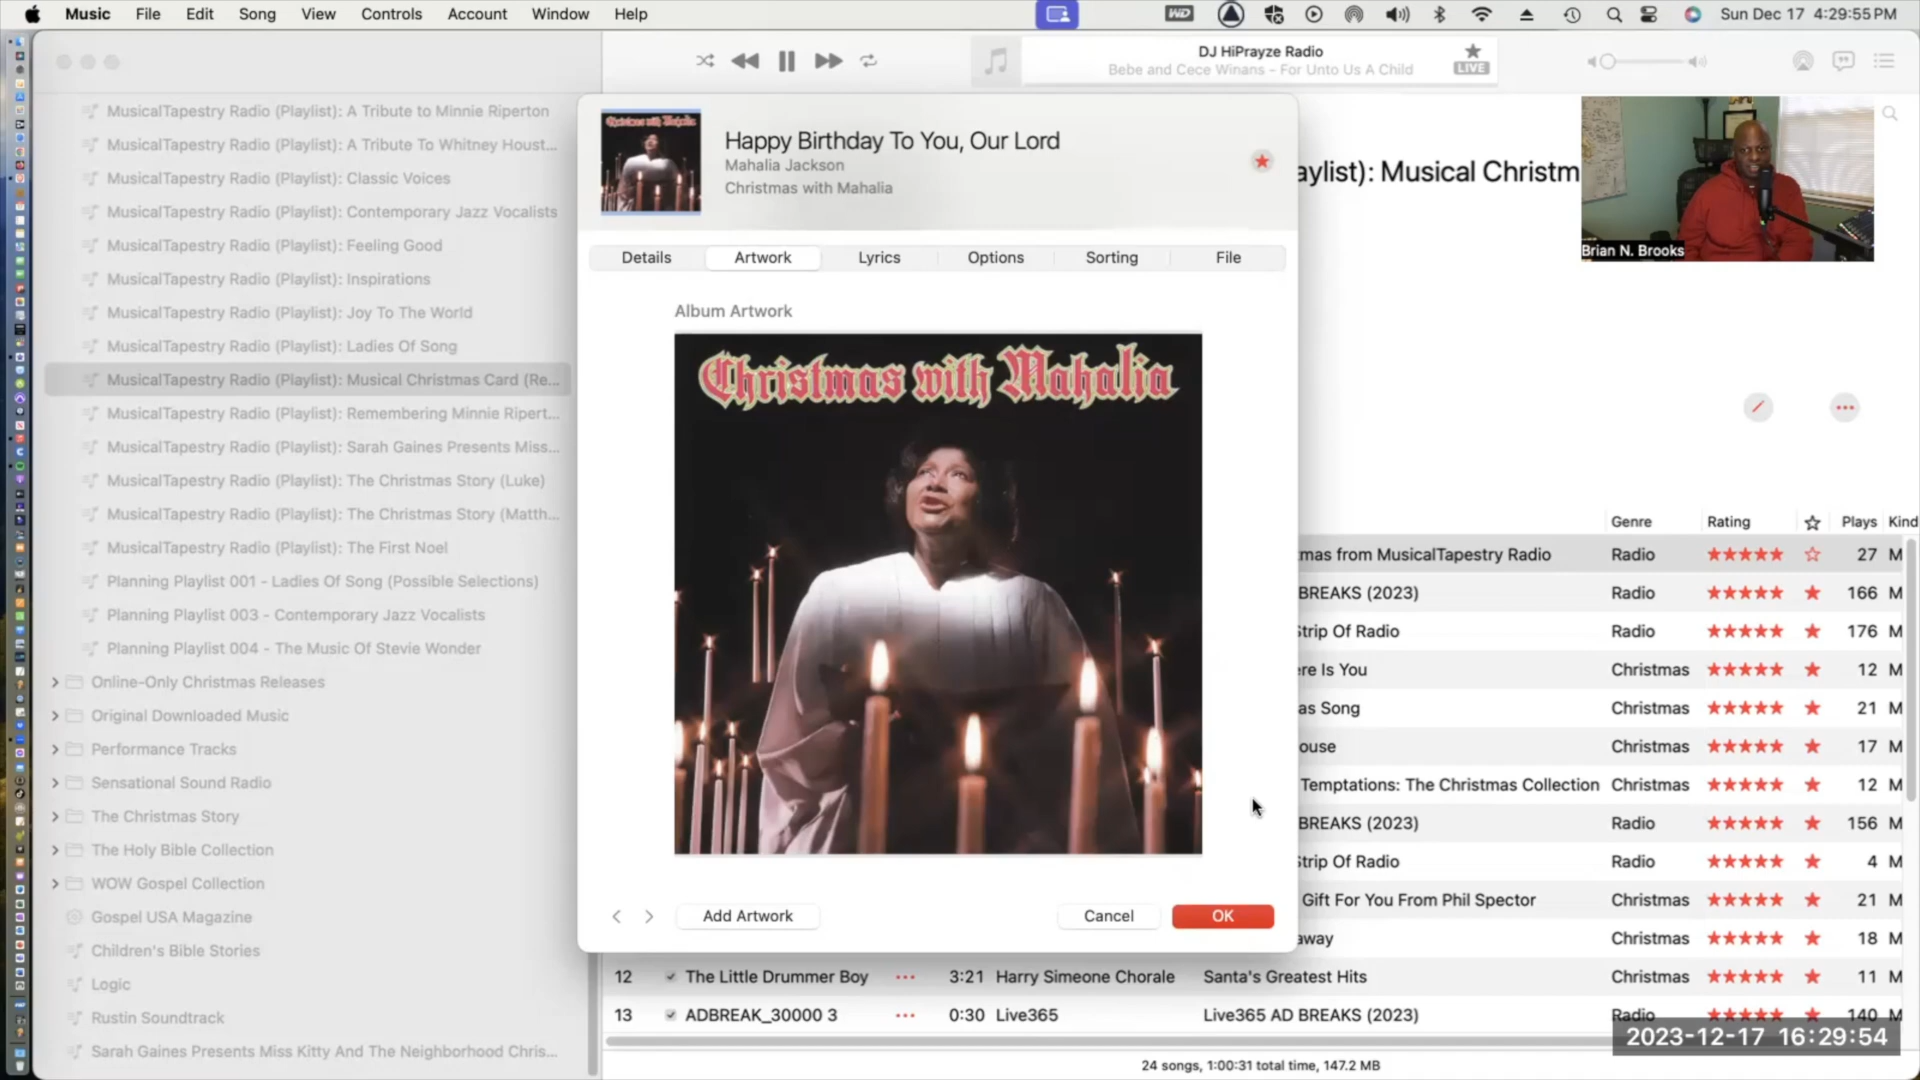 Music File Edit Song View Controls Account Window Help
Sun Dec 17 4:29:55 PM
DJ HiPrayze Radio
Bebe and Cece Winans – For Unto Us A Child
LIVE
MusicalTapestry Radio (Playlist): A Tribute to Minnie Riperton
MusicalTapestry Radio (Playlist): A Tribute To Whitney Houst...
MusicalTapestry Radio (Playlist): Classic Voices
MusicalTapestry Radio (Playlist): Contemporary Jazz Vocalists
MusicalTapestry Radio (Playlist): Feeling Good
MusicalTapestry Radio (Playlist): Inspirations
MusicalTapestry Radio (Playlist): Joy To The World
MusicalTapestry Radio (Playlist): Ladies Of Song
MusicalTapestry Radio (Playlist): Musical Christmas Card (Re...
MusicalTapestry Radio (Playlist): Remembering Minnie Ripert...
MusicalTapestry Radio (Playlist): Sarah Gaines Presents Miss...
MusicalTapestry Radio (Playlist): The Christmas Story (Luke)
MusicalTapestry Radio (Playlist): The Christmas Story (Matth...
MusicalTapestry Radio (Playlist): The First Noel
Planning Playlist 001 - Ladies Of Song (Possible Selections)
Planning Playlist 003 - Contemporary Jazz Vocalists
Planning Playlist 004 - The Music Of Stevie Wonder
Online-Only Christmas Releases
Original Downloaded Music
Performance Tracks
Sensational Sound Radio
The Christmas Story
The Holy Bible Collection
WOW Gospel Collection
Gospel USA Magazine
Children's Bible Stories
Logic
Rustin Soundtrack
Sarah Gaines Presents Miss Kitty And The Neighborhood Chris...
Christmas with Mahalia
Happy Birthday To You, Our Lord
Mahalia Jackson
Christmas with Mahalia
Details Artwork Lyrics Options Sorting File
Album Artwork
Christmas with Mahalia
Add Artwork Cancel OK
aylist): Musical Christm
Brian N. Brooks
Genre Rating Plays Kind
tmas from MusicalTapestry Radio Radio 27 M
BREAKS (2023) Radio 166 M
Strip Of Radio Radio 176 M
ere Is You Christmas 12 M
as Song Christmas 21 M
ouse Christmas 17 M
Temptations: The Christmas Collection Christmas 12 M
BREAKS (2023) Radio 156 M
Strip Of Radio Radio 4 M
Gift For You From Phil Spector Christmas 21 M
away Christmas 18 M
12 The Little Drummer Boy 3:21 Harry Simeone Chorale Santa's Greatest Hits Christmas 11 M
13 ADBREAK_30000 3 0:30 Live365 Live365 AD BREAKS (2023) Radio 140 M
2023-12-17 16:29:54
24 songs, 1:00:31 total time, 147.2 MB